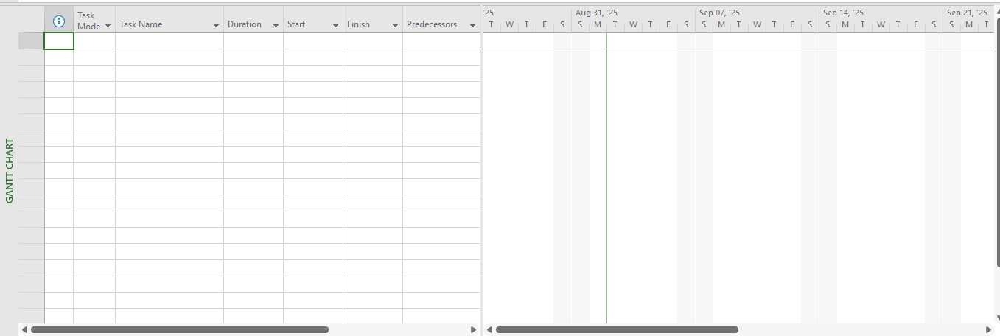 Task
Mode
Task Name
Duration
Start
Finish
Predecessors
'25
Aug 31, '25
Sep 07, '25
Sep 14, '25
Sep 21, '25
T W T F S S M T W T F S S M T W T F S S M T W T F S S M T
GANTT CHART